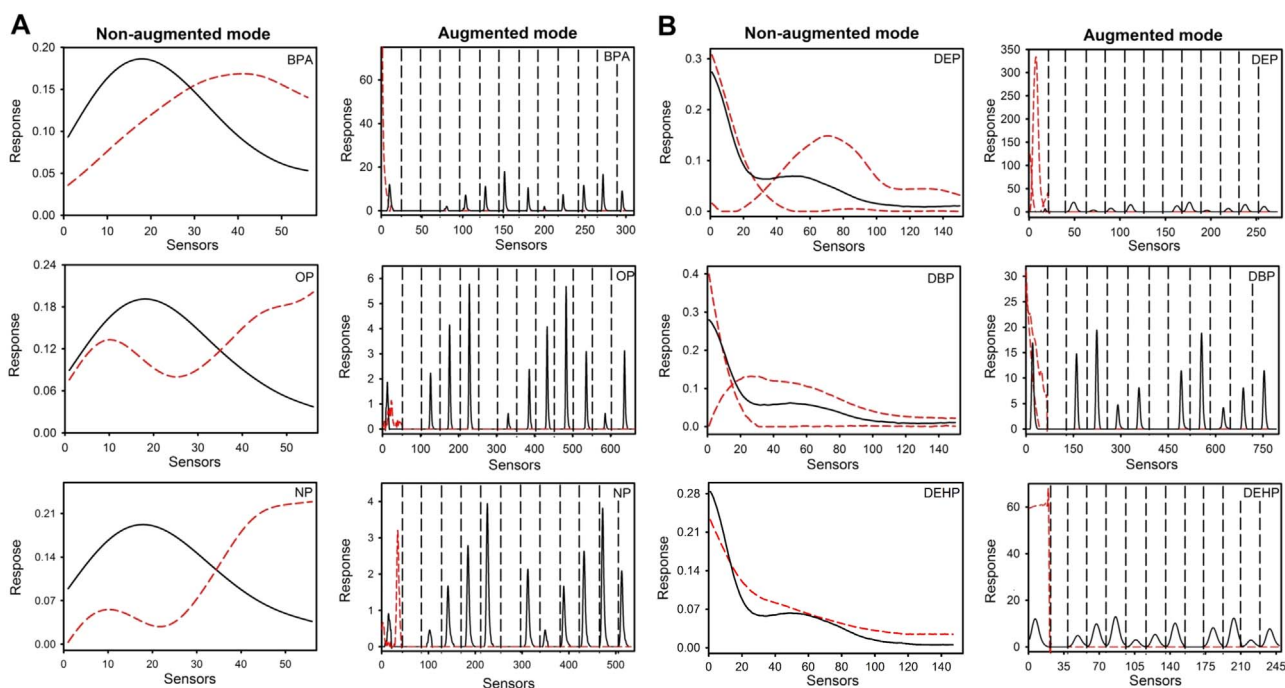 A
Non-augmented mode
Augmented mode
BPA
Response
0.20
0.15
0.10
0.05
0.00
0 10 20 30 40 50
Sensors
BPA
Response
60
40
20
0
0 50 100 150 200 250 300
Sensors
OP
Response
0.24
0.18
0.12
0.06
0.00
0 10 20 30 40 50
Sensors
OP
Response
6
5
4
3
2
1
0
0 100 200 300 400 500 600
Sensors
NP
Respose
0.21
0.14
0.07
0.00
0 10 20 30 40 50
Sensors
NP
Response
4
3
2
1
0
0 100 200 300 400 500
Sensors
B
Non-augmented mode
Augmented mode
DEP
Response
0.3
0.2
0.1
0.0
0 20 40 60 80 100 120 140
Sensors
DEP
Response
350
300
250
200
150
100
50
0
0 50 100 150 200 250
Sensors
DBP
Response
0.4
0.3
0.2
0.1
0.0
0 20 40 60 80 100 120 140
Sensors
DBP
Response
30
25
20
15
10
5
0
0 150 300 450 600 750
Sensors
DEHP
Response
0.28
0.21
0.14
0.07
0.00
0 20 40 60 80 100 120 140
Sensors
DEHP
Response
60
40
20
0
0 35 70 105 140 175 210 245
Sensors